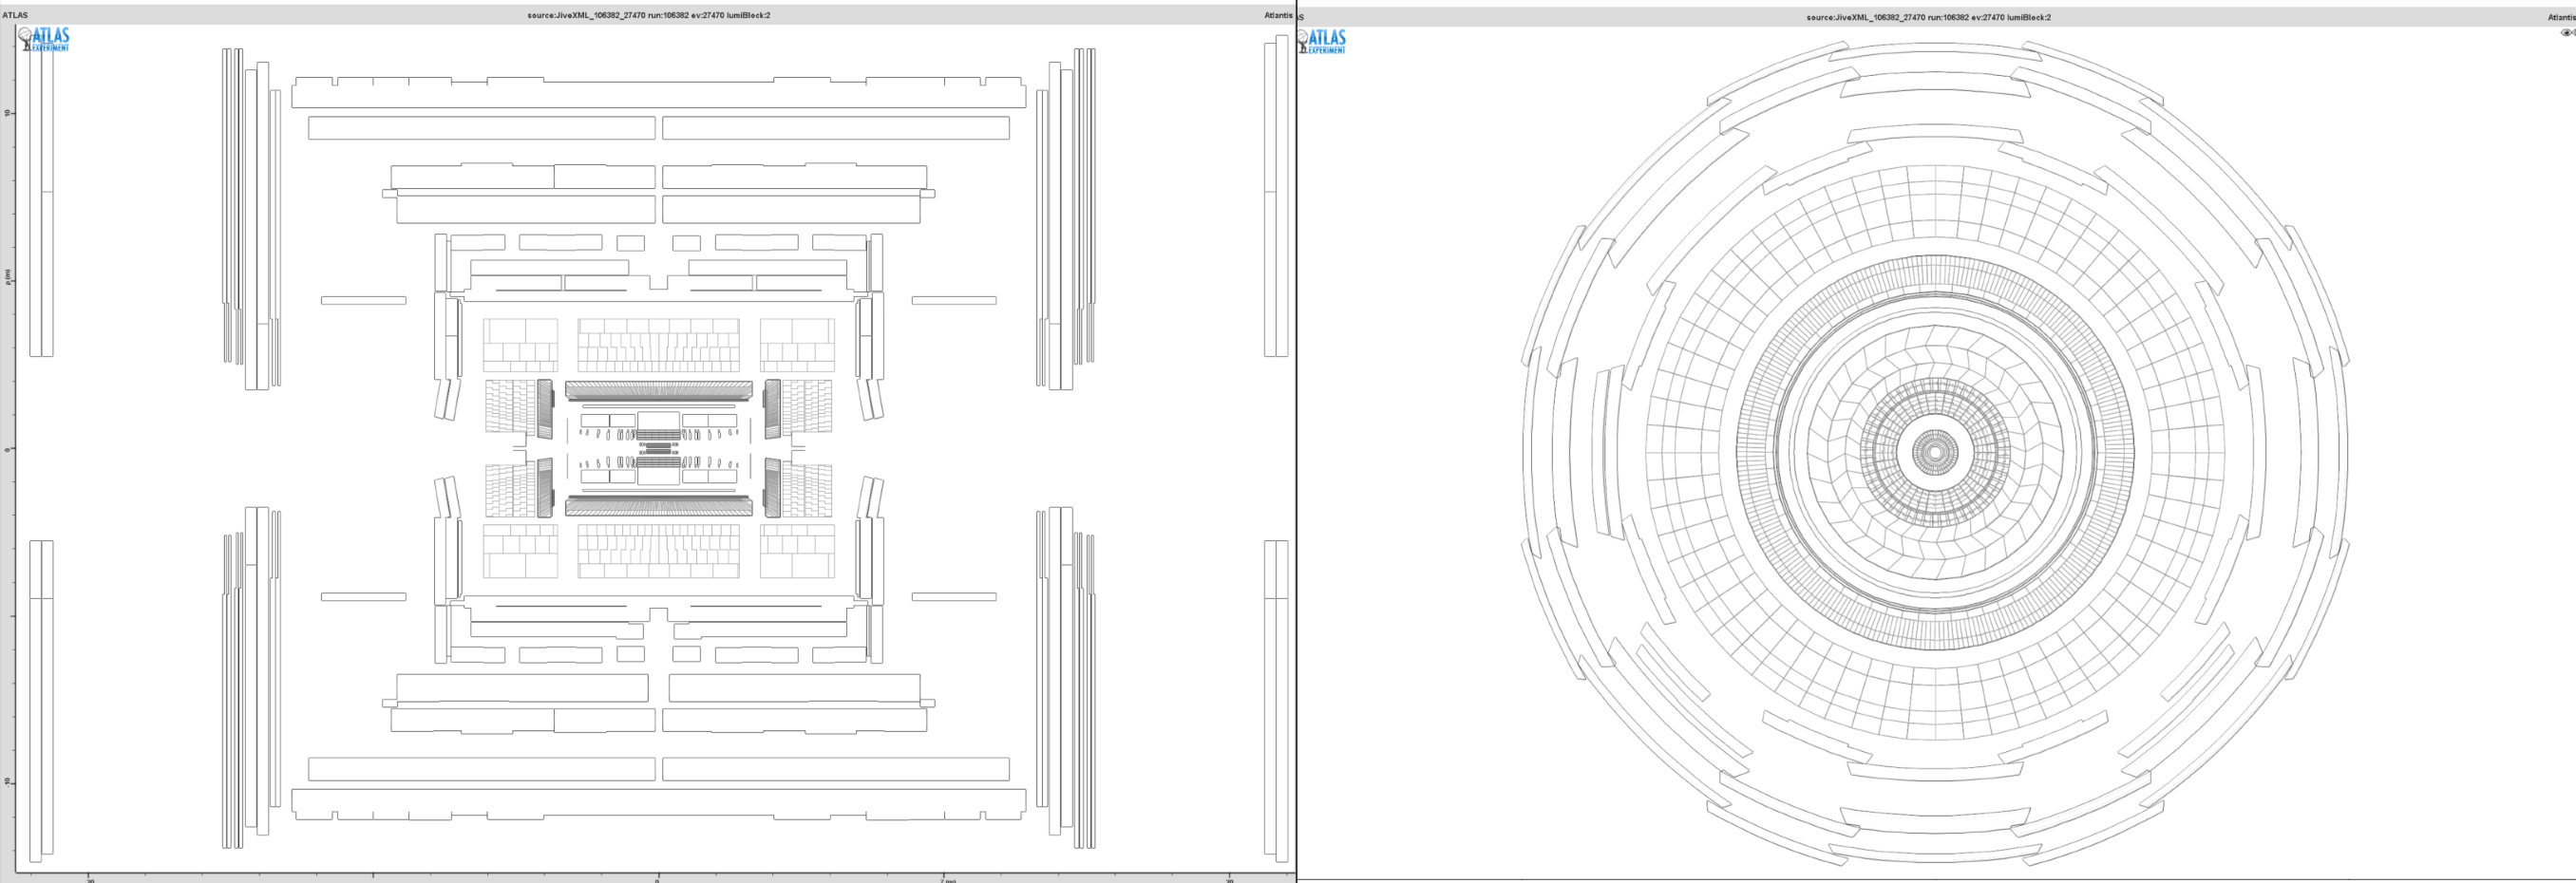 ATLAS source:JiveXML_106382_27470 run:106382 ev:27470 lumiBlock:2 Atlantis
ATLAS
EXPERIMENT
10
ρ (m)
0
-10
0
Z (m)
20
S source:JiveXML_106382_27470 run:106382 ev:27470 lumiBlock:2 Atlantis
ATLAS
EXPERIMENT